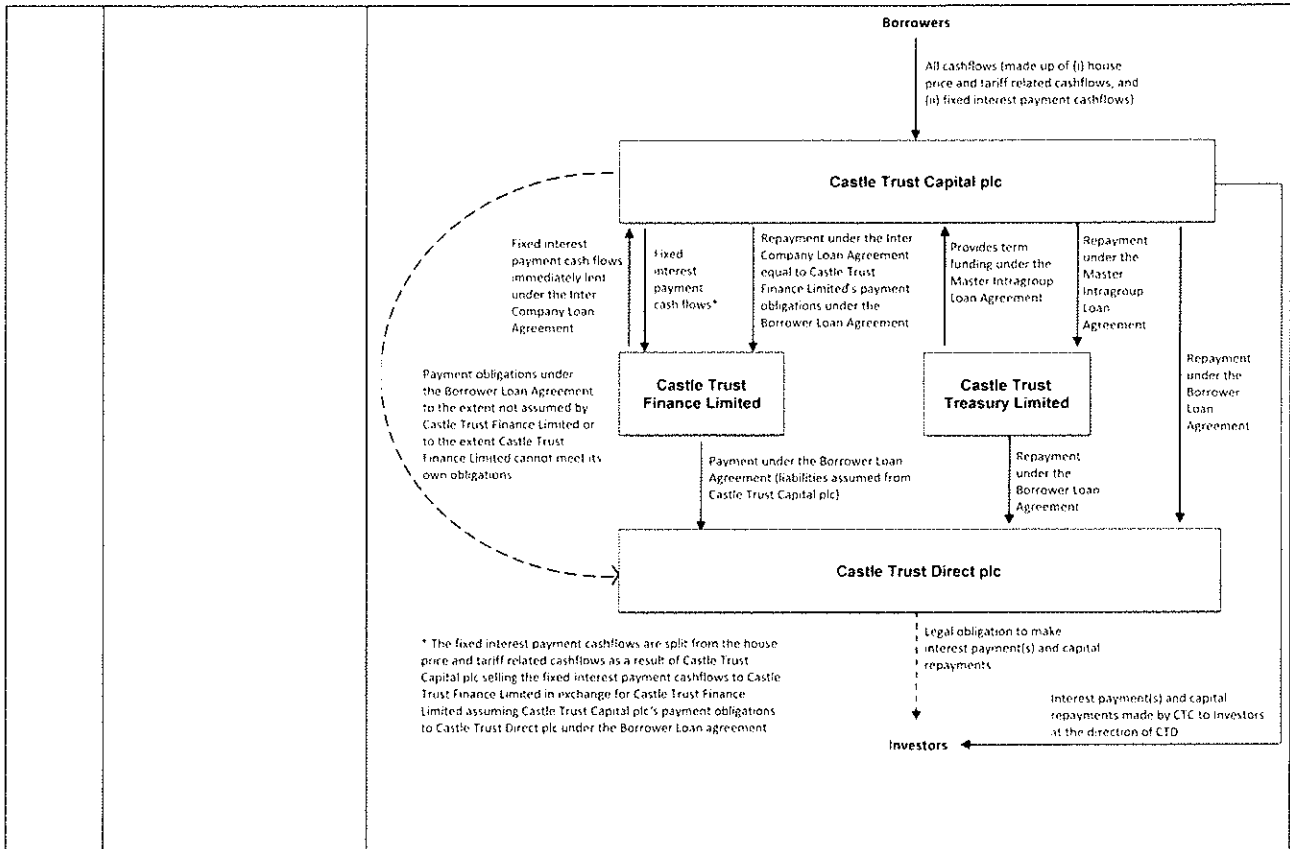 Borrowers
All cashflows (made up of (i) house
price and tariff related cashflows, and
(ii) fixed interest payment cashflows)
Castle Trust Capital plc
Fixed interest
payment cash flows
immediately lent
under the Inter
Company Loan
Agreement
Fixed
interest
payment
cash flows*
Repayment under the Inter
Company Loan Agreement
equal to Castle Trust
Finance Limited's payment
obligations under the
Borrower Loan Agreement
Provides term
funding under the
Master Intragroup
Loan Agreement
Repayment
under the
Master
Intragroup
Loan
Agreement
Repayment
under the
Borrower
Loan
Agreement
Payment obligations under
the Borrower Loan Agreement
to the extent not assumed by
Castle Trust Finance Limited or
to the extent Castle Trust
Finance Limited cannot meet its
own obligations
Castle Trust
Finance Limited
Castle Trust
Treasury Limited
Payment under the Borrower Loan
Agreement (liabilities assumed from
Castle Trust Capital plc)
Repayment
under the
Borrower Loan
Agreement
Castle Trust Direct plc
Legal obligation to make
interest payment(s) and capital
repayments
* The fixed interest payment cashflows are split from the house
price and tariff related cashflows as a result of Castle Trust
Capital plc selling the fixed interest payment cashflows to Castle
Trust Finance Limited in exchange for Castle Trust Finance
Limited assuming Castle Trust Capital plc's payment obligations
to Castle Trust Direct plc under the Borrower Loan agreement
Interest payment(s) and capital
repayments made by CTC to Investors
at the direction of CTD
Investors